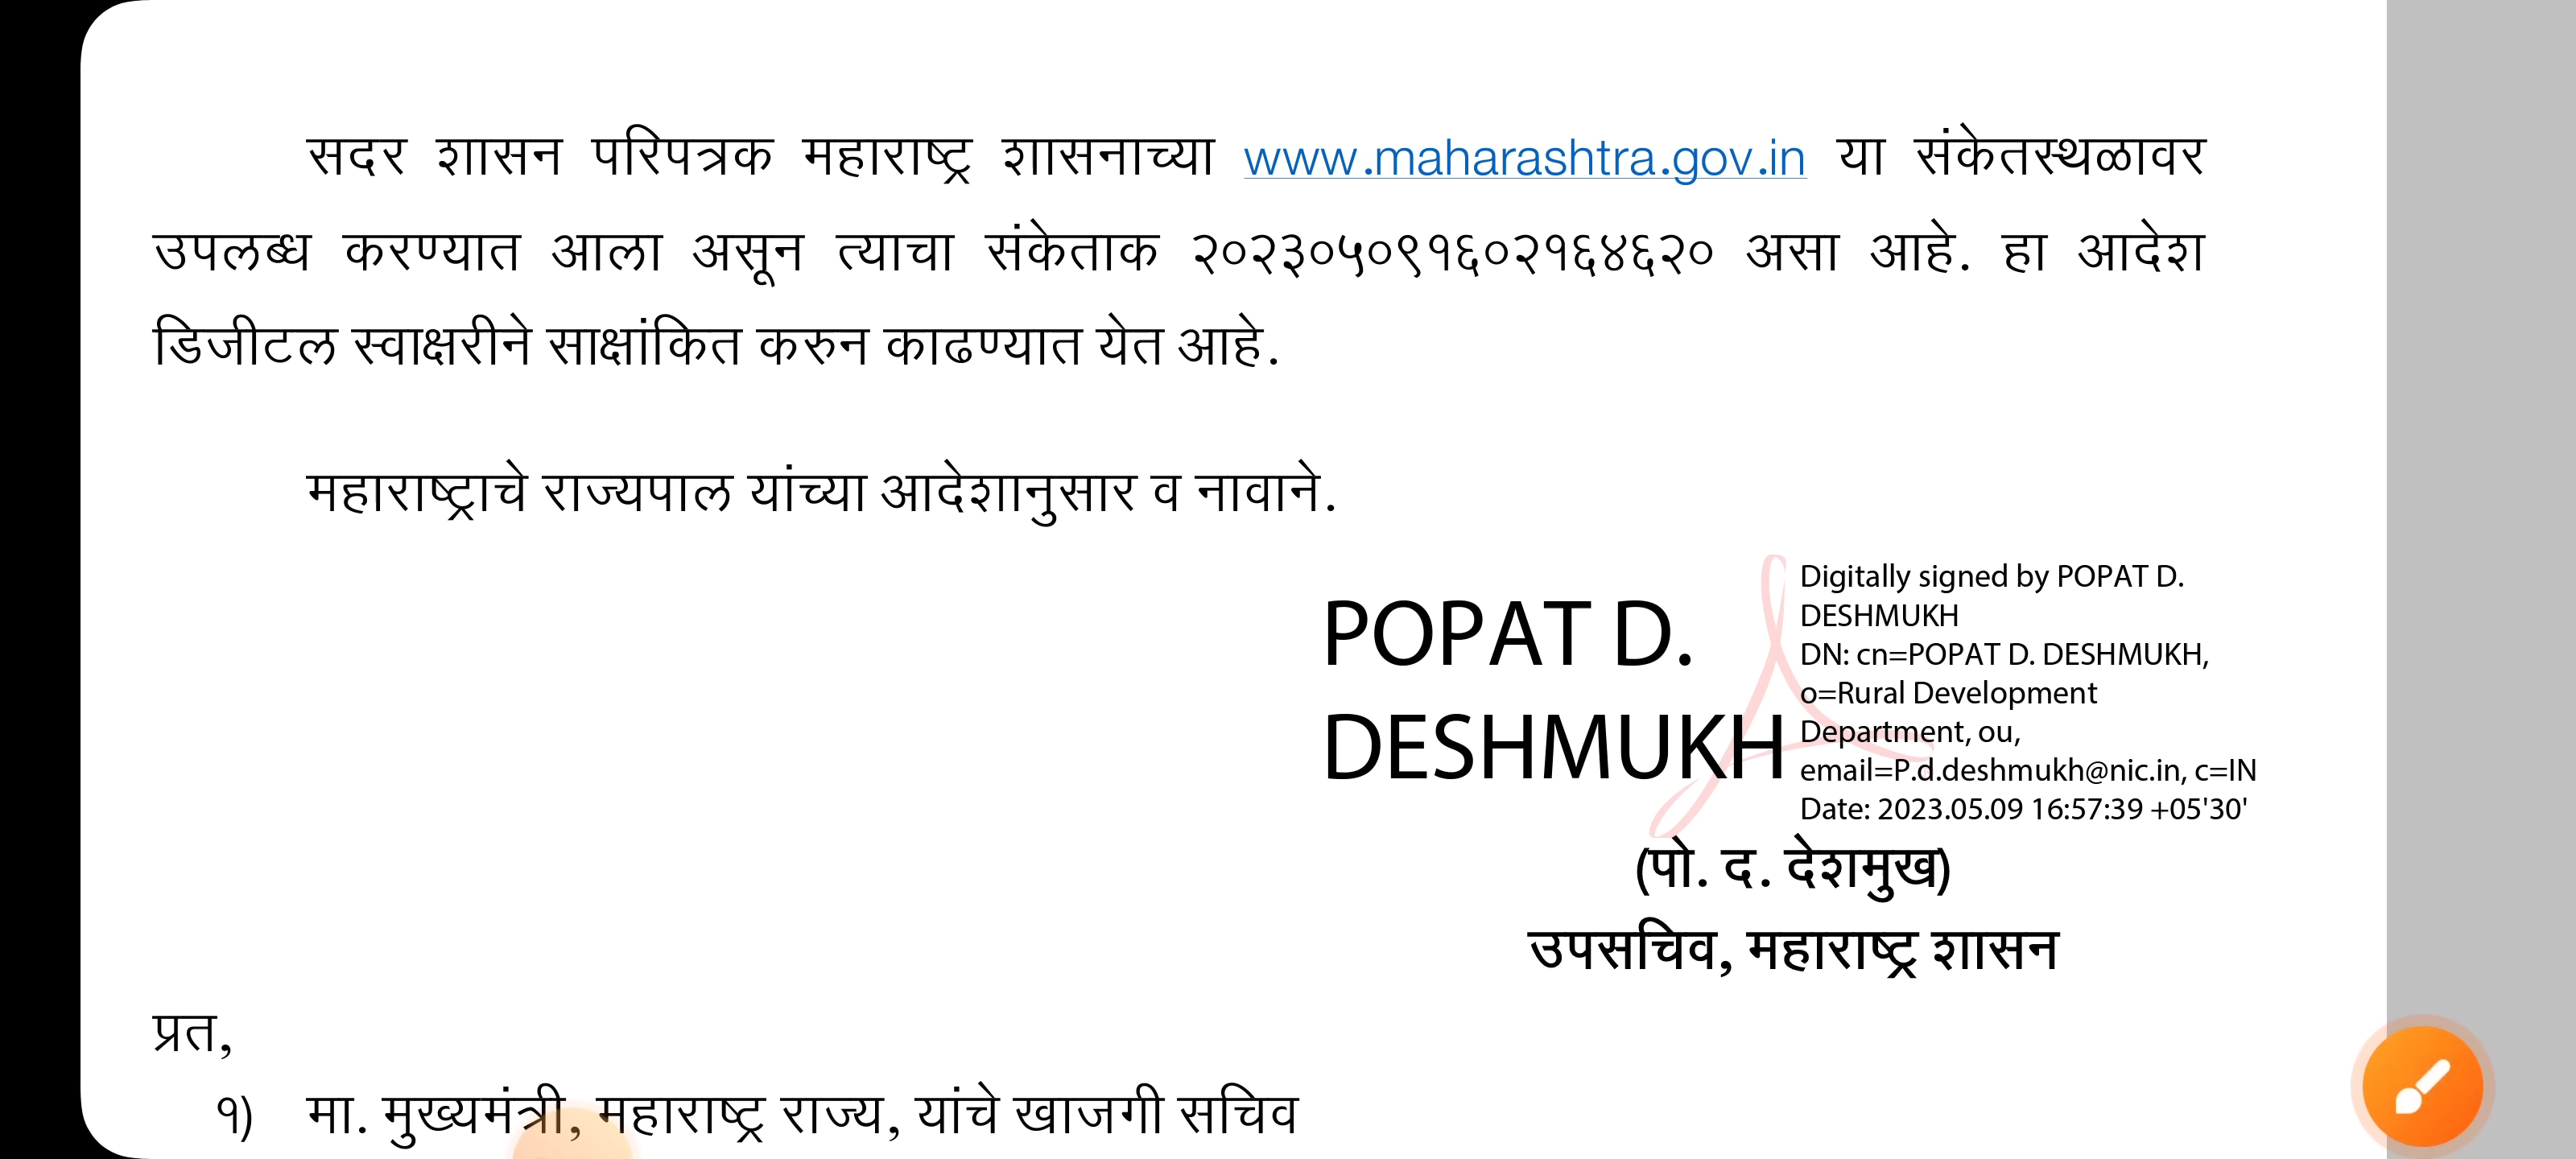 सदर शासन परिपत्रक महाराष्ट्र शासनाच्या www.maharashtra.gov.in या संकेतस्थळावर
उपलब्ध करण्यात आला असून त्याचा संकेताक २०२३०५०९१६०२१६४६२० असा आहे. हा आदेश
डिजीटल स्वाक्षरीने साक्षांकित करुन काढण्यात येत आहे.
महाराष्ट्राचे राज्यपाल यांच्या आदेशानुसार व नावाने.
POPAT D.
DESHMUKH
Digitally signed by POPAT D.
DESHMUKH
DN: cn=POPAT D. DESHMUKH,
o=Rural Development
Department, ou,
email=P.d.deshmukh@nic.in, c=IN
Date: 2023.05.09 16:57:39 +05'30'
(पो. द. देशमुख)
उपसचिव, महाराष्ट्र शासन
प्रत,
१) मा. मुख्यमंत्री, महाराष्ट्र राज्य, यांचे खाजगी सचिव